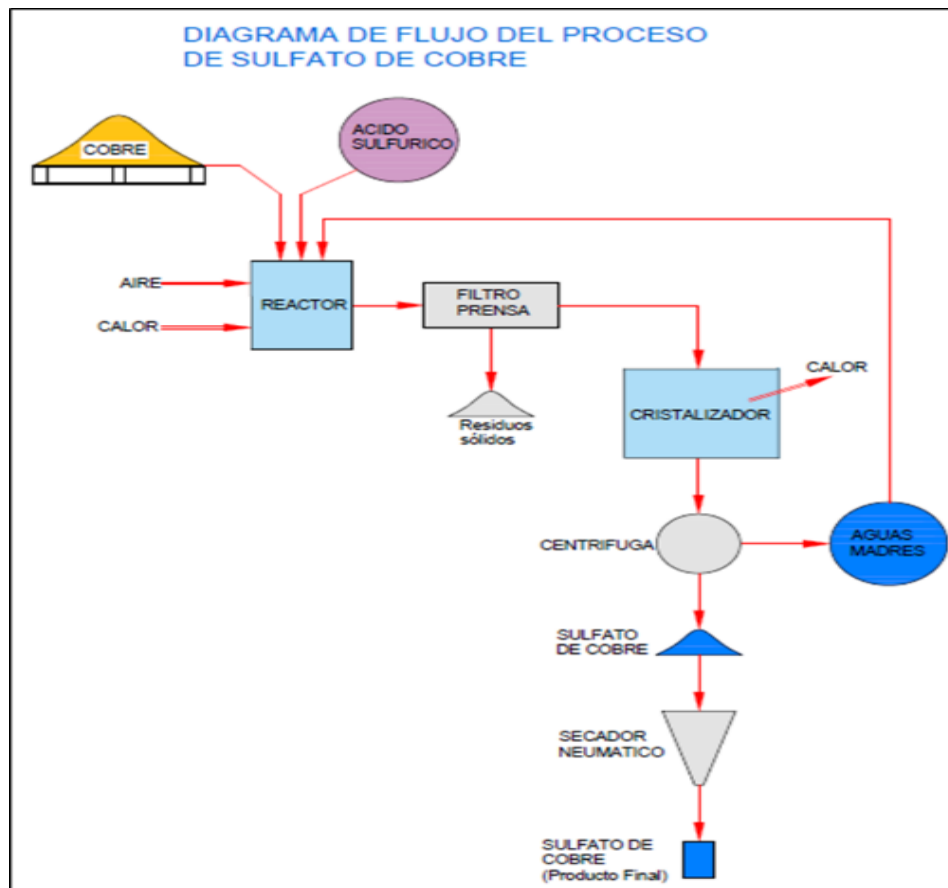 DIAGRAMA DE FLUJO DEL PROCESO
DE SULFATO DE COBRE
COBRE
ACIDO
SULFURICO
AIRE
CALOR
REACTOR
FILTRO
PRENSA
Residuos
sólidos
CALOR
CRISTALIZADOR
CENTRIFUGA
AGUAS
MADRES
SULFATO
DE COBRE
SECADOR
NEUMATICO
SULFATO DE
COBRE
(Producto Final)